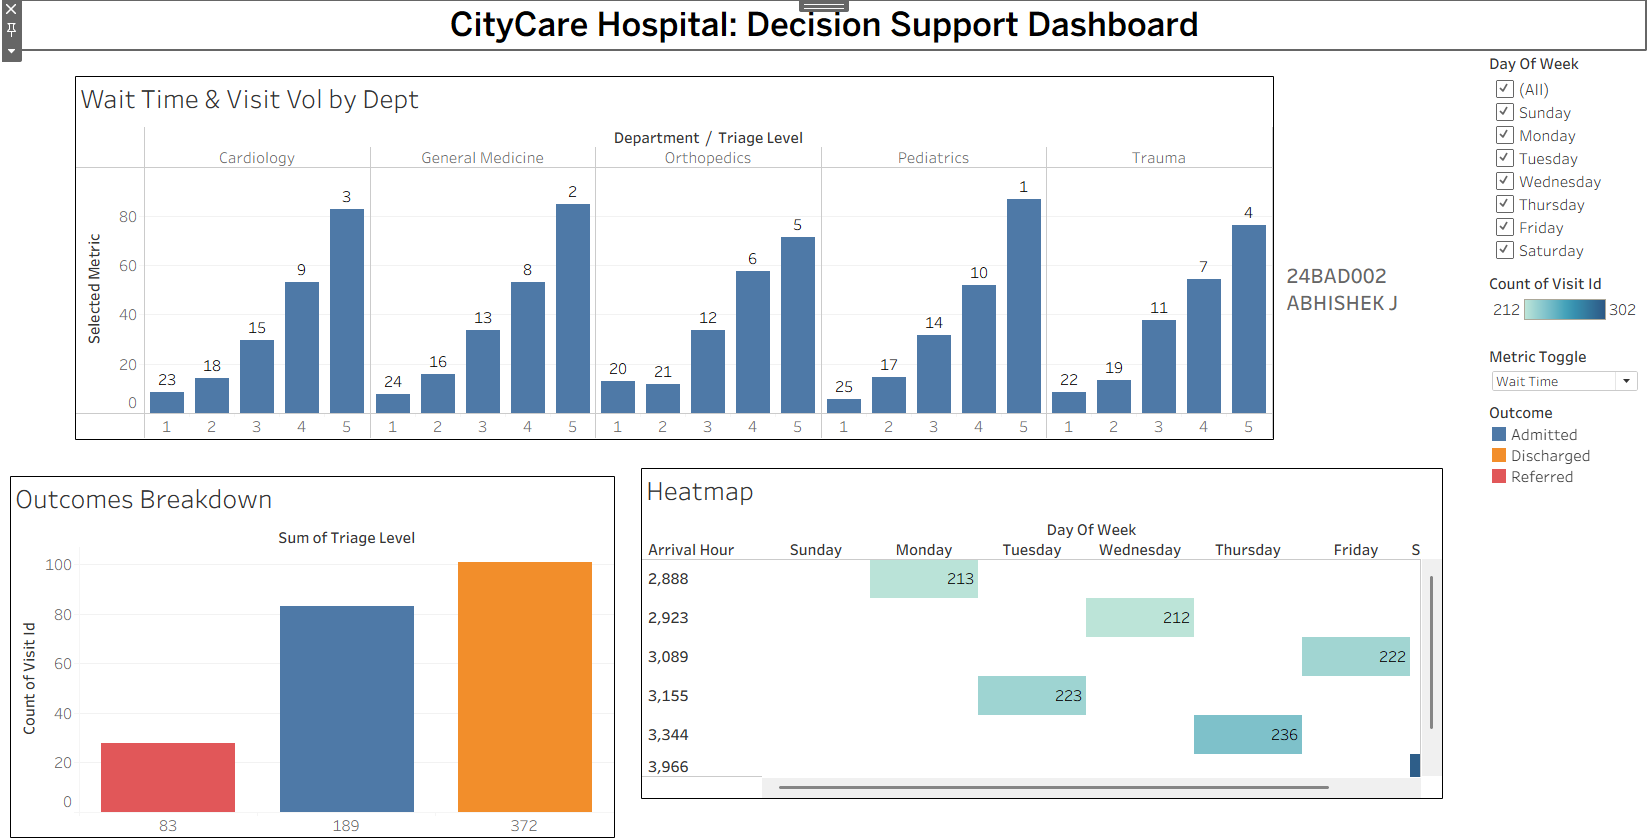 CityCare Hospital: Decision Support Dashboard
Wait Time & Visit Vol by Dept
Department / Triage Level
Cardiology General Medicine Orthopedics Pediatrics Trauma
Selected Metric
80
60
40
20
0
23 18 15 9 3
24 16 13 8 2
20 21 12 6 5
25 17 14 10 1
22 19 11 7 4
1 2 3 4 5 1 2 3 4 5 1 2 3 4 5 1 2 3 4 5 1 2 3 4 5
24BAD002
ABHISHEK J
Day Of Week
(All)
Sunday
Monday
Tuesday
Wednesday
Thursday
Friday
Saturday
Count of Visit Id
212 302
Metric Toggle
Wait Time
Outcome
Admitted
Discharged
Referred
Outcomes Breakdown
Sum of Triage Level
Count of Visit Id
100
80
60
40
20
0
83 189 372
Heatmap
Day Of Week
Arrival Hour Sunday Monday Tuesday Wednesday Thursday Friday S
2,888 213
2,923 212
3,089 222
3,155 223
3,344 236
3,966